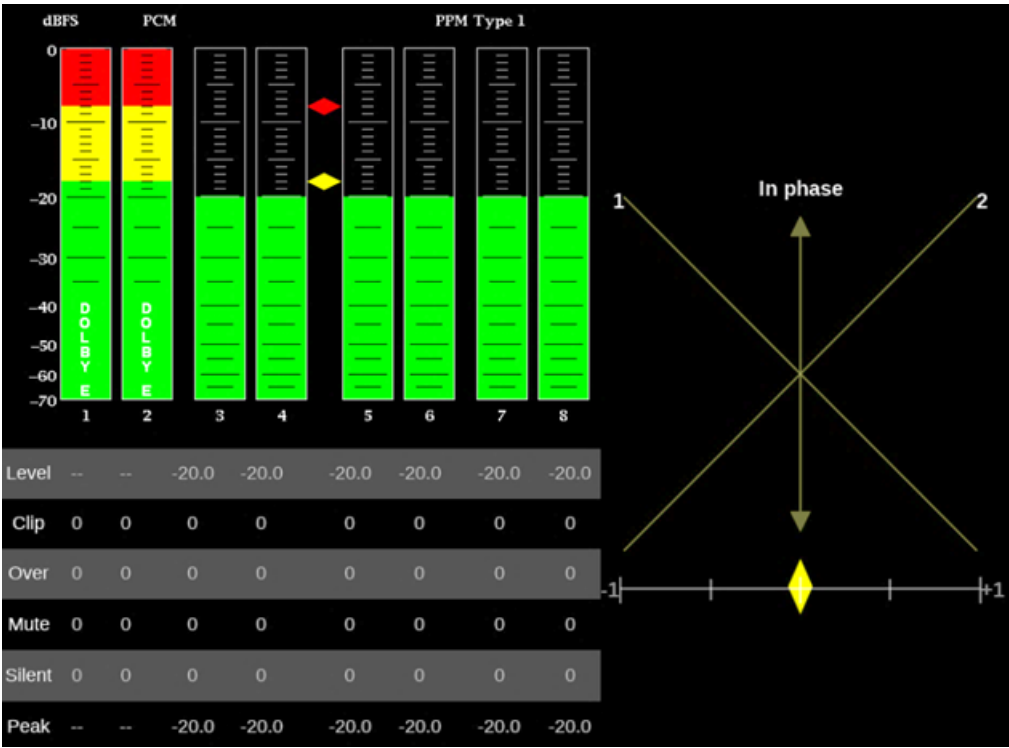 dBFS PCM PPM Type 1
0
-10
-20
-30
-40
-50
-60
-70
DOLBY E
DOLBY E
1 2 3 4 5 6 7 8
In phase
1 2
-1 +1
Level -- -- -20.0 -20.0 -20.0 -20.0 -20.0 -20.0
Clip 0 0 0 0 0 0 0 0
Over 0 0 0 0 0 0 0 0
Mute 0 0 0 0 0 0 0 0
Silent 0 0 0 0 0 0 0 0
Peak -- -- -20.0 -20.0 -20.0 -20.0 -20.0 -20.0